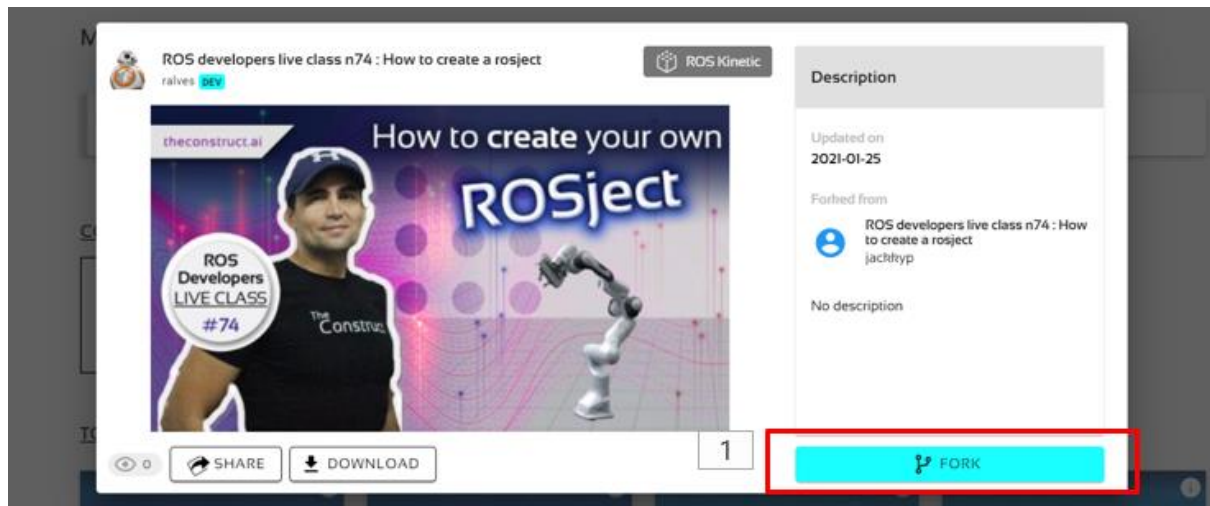 M
ROS developers live class n74 : How to create a rosject
ralves DEV
ROS Kinetic
theconstruct.ai
How to create your own
ROSject
ROS
Developers
LIVE CLASS
#74
The
Construct
0
SHARE
DOWNLOAD
1
Description
Updated on
2021-01-25
Forked from
ROS developers live class n74 : How
to create a rosject
jackkyp
No description
FORK